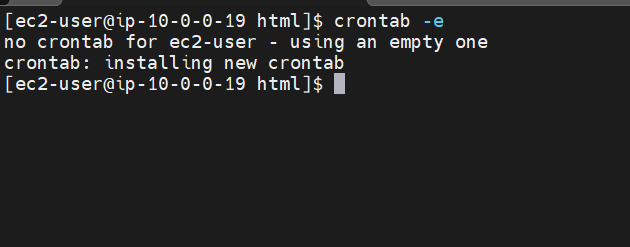 [ec2-user@ip-10-0-0-19 html]$ crontab -e
no crontab for ec2-user - using an empty one
crontab: installing new crontab
[ec2-user@ip-10-0-0-19 html]$